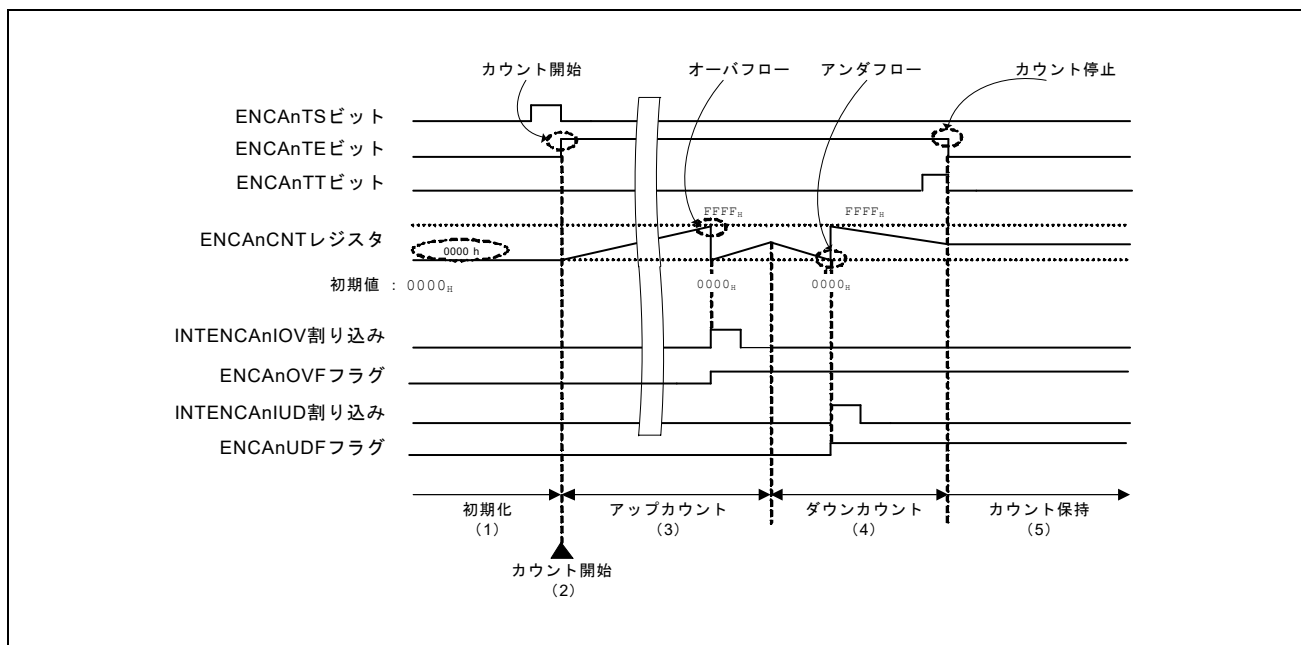 カウント開始
オーバフロー
アンダフロー
カウント停止
ENCAnTSビット
ENCAnTEビット
ENCAnTTビット
FFFFH
FFFFH
ENCAnCNTレジスタ
0000 h
初期値 : 0000H
0000H
0000H
INTENCAnIOV割り込み
ENCAnOVFフラグ
INTENCAnIUD割り込み
ENCAnUDFフラグ
初期化
(1)
アップカウント
(3)
ダウンカウント
(4)
カウント保持
(5)
カウント開始
(2)